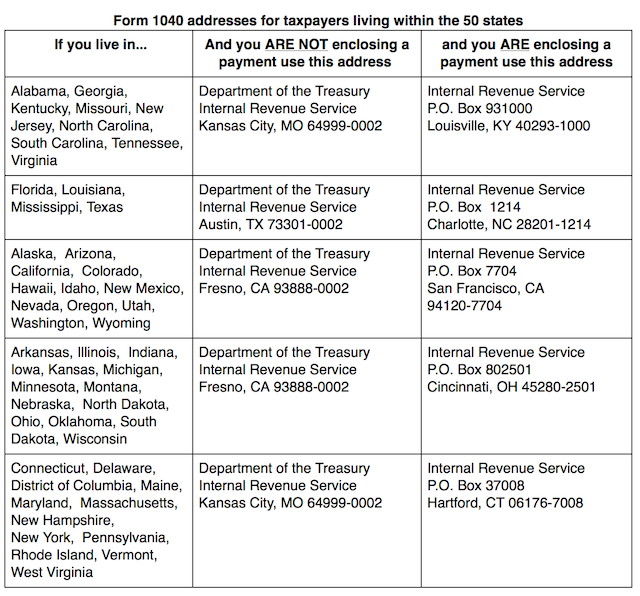 Form 1040 addresses for taxpayers living within the 50 states
If you live in...
And you ARE NOT enclosing a
payment use this address
and you ARE enclosing a
payment use this address
Alabama, Georgia,
Kentucky, Missouri, New
Jersey, North Carolina,
South Carolina, Tennessee,
Virginia
Department of the Treasury
Internal Revenue Service
Kansas City, MO 64999-0002
Internal Revenue Service
P.O. Box 931000
Louisville, KY 40293-1000
Florida, Louisiana,
Mississippi, Texas
Department of the Treasury
Internal Revenue Service
Austin, TX 73301-0002
Internal Revenue Service
P.O. Box 1214
Charlotte, NC 28201-1214
Alaska, Arizona,
California, Colorado,
Hawaii, Idaho, New Mexico,
Nevada, Oregon, Utah,
Washington, Wyoming
Department of the Treasury
Internal Revenue Service
Fresno, CA 93888-0002
Internal Revenue Service
P.O. Box 7704
San Francisco, CA
94120-7704
Arkansas, Illinois, Indiana,
Iowa, Kansas, Michigan,
Minnesota, Montana,
Nebraska, North Dakota,
Ohio, Oklahoma, South
Dakota, Wisconsin
Department of the Treasury
Internal Revenue Service
Fresno, CA 93888-0002
Internal Revenue Service
P.O. Box 802501
Cincinnati, OH 45280-2501
Connecticut, Delaware,
District of Columbia, Maine,
Maryland, Massachusetts,
New Hampshire,
New York, Pennsylvania,
Rhode Island, Vermont,
West Virginia
Department of the Treasury
Internal Revenue Service
Kansas City, MO 64999-0002
Internal Revenue Service
P.O. Box 37008
Hartford, CT 06176-7008